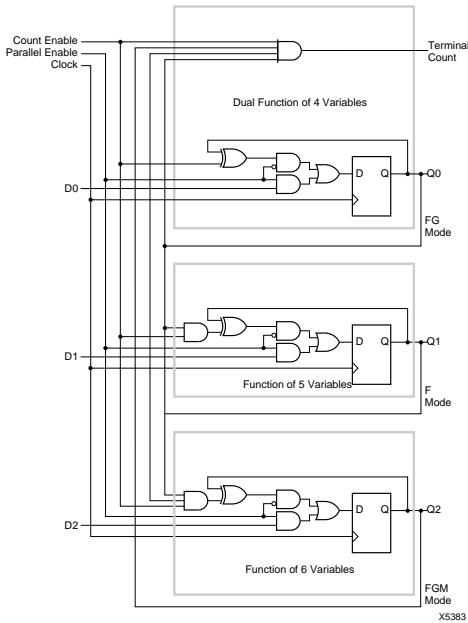 Count Enable
Parallel Enable
Clock
Terminal
Count
Dual Function of 4 Variables
D Q
Q0
D0
FG
Mode
D Q
Q1
D1
Function of 5 Variables
F
Mode
D Q
Q2
D2
Function of 6 Variables
FGM
Mode
X5383